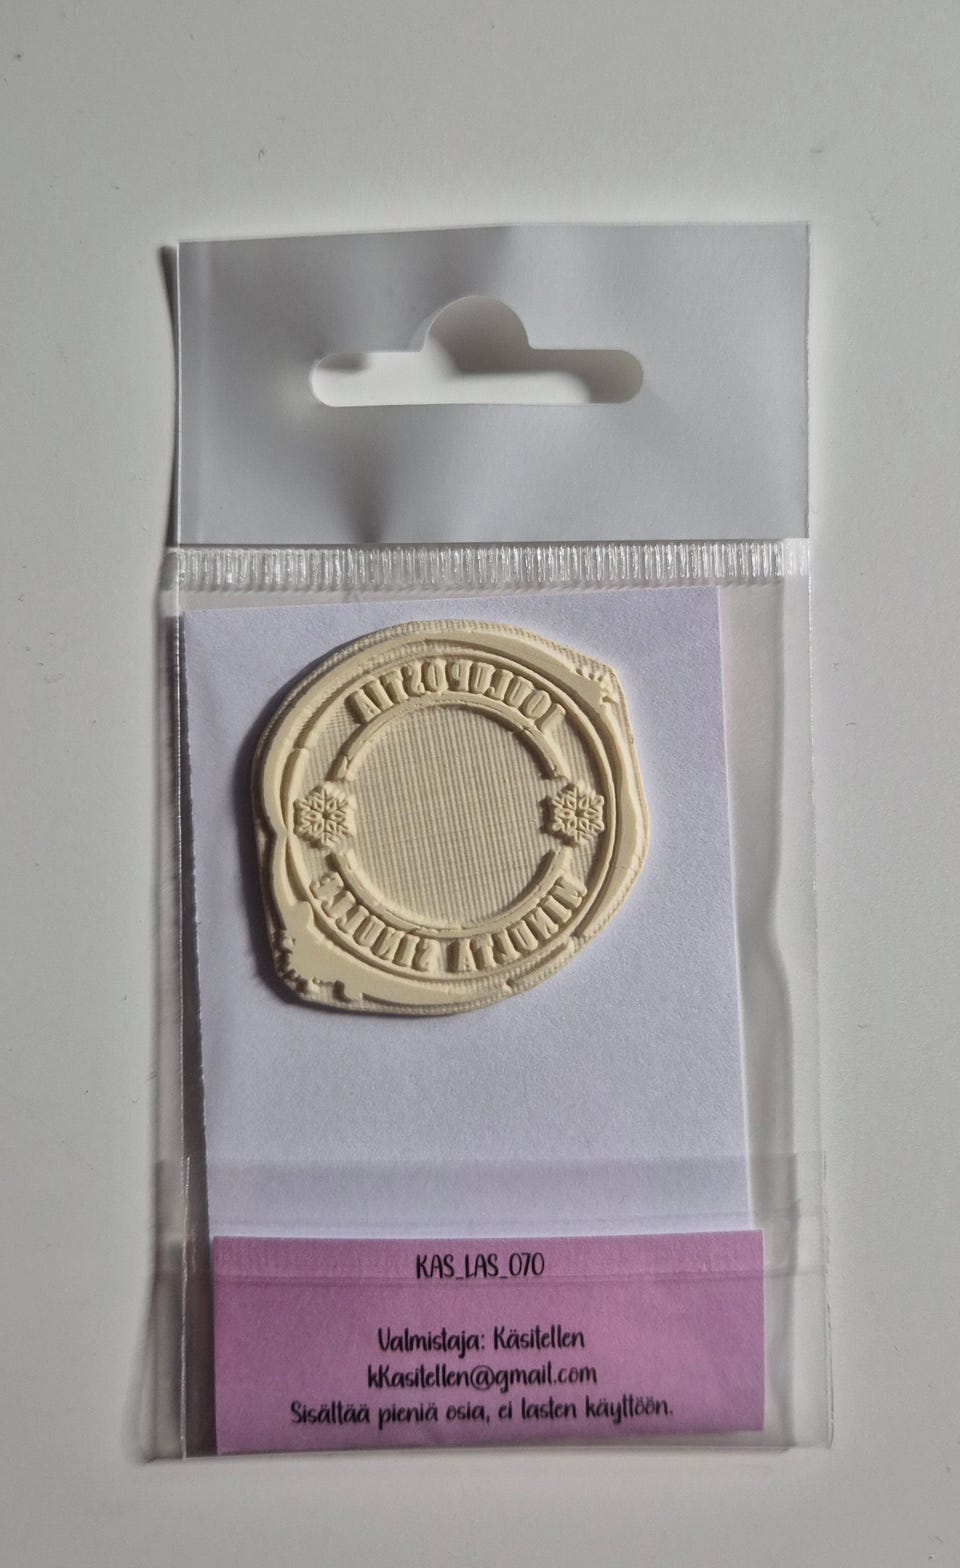 JOULUPOSTIA
MINULTA SINULLE
KAS_LAS_070
Valmistaja: Käsitellen
kKasitellen@gmail.com
Sisältää pieniä osia, ei lasten käyttöön.